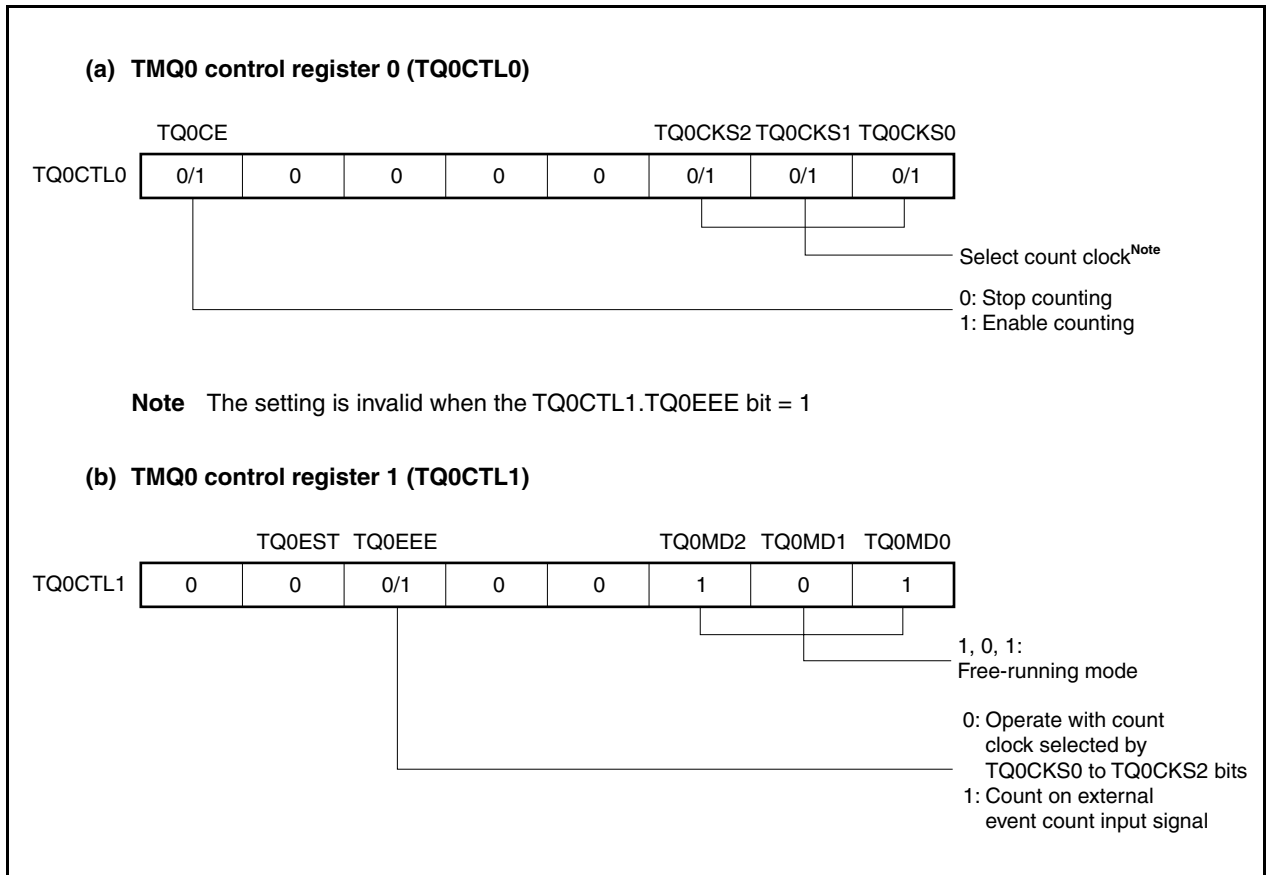 (a) TMQ0 control register 0 (TQ0CTL0)
TQ0CE TQ0CKS2 TQ0CKS1 TQ0CKS0
TQ0CTL0 0/1 0 0 0 0 0/1 0/1 0/1
Select count clockNote
0: Stop counting
1: Enable counting
Note The setting is invalid when the TQ0CTL1.TQ0EEE bit = 1
(b) TMQ0 control register 1 (TQ0CTL1)
TQ0EST TQ0EEE TQ0MD2 TQ0MD1 TQ0MD0
TQ0CTL1 0 0 0/1 0 0 1 0 1
1, 0, 1:
Free-running mode
0: Operate with count
clock selected by
TQ0CKS0 to TQ0CKS2 bits
1: Count on external
event count input signal